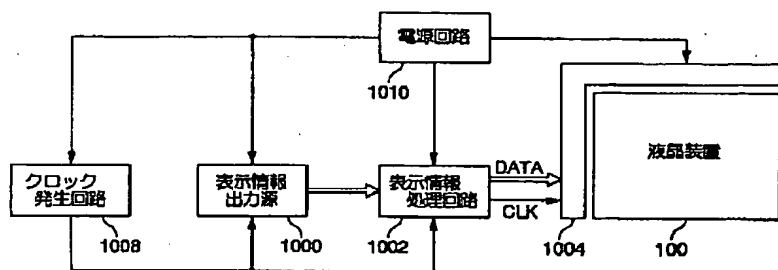 電源回路
1010
クロック
発生回路
1008
表示情報
出力源
1000
表示情報
処理回路
1002
DATA
CLK
1004
液晶装置
100